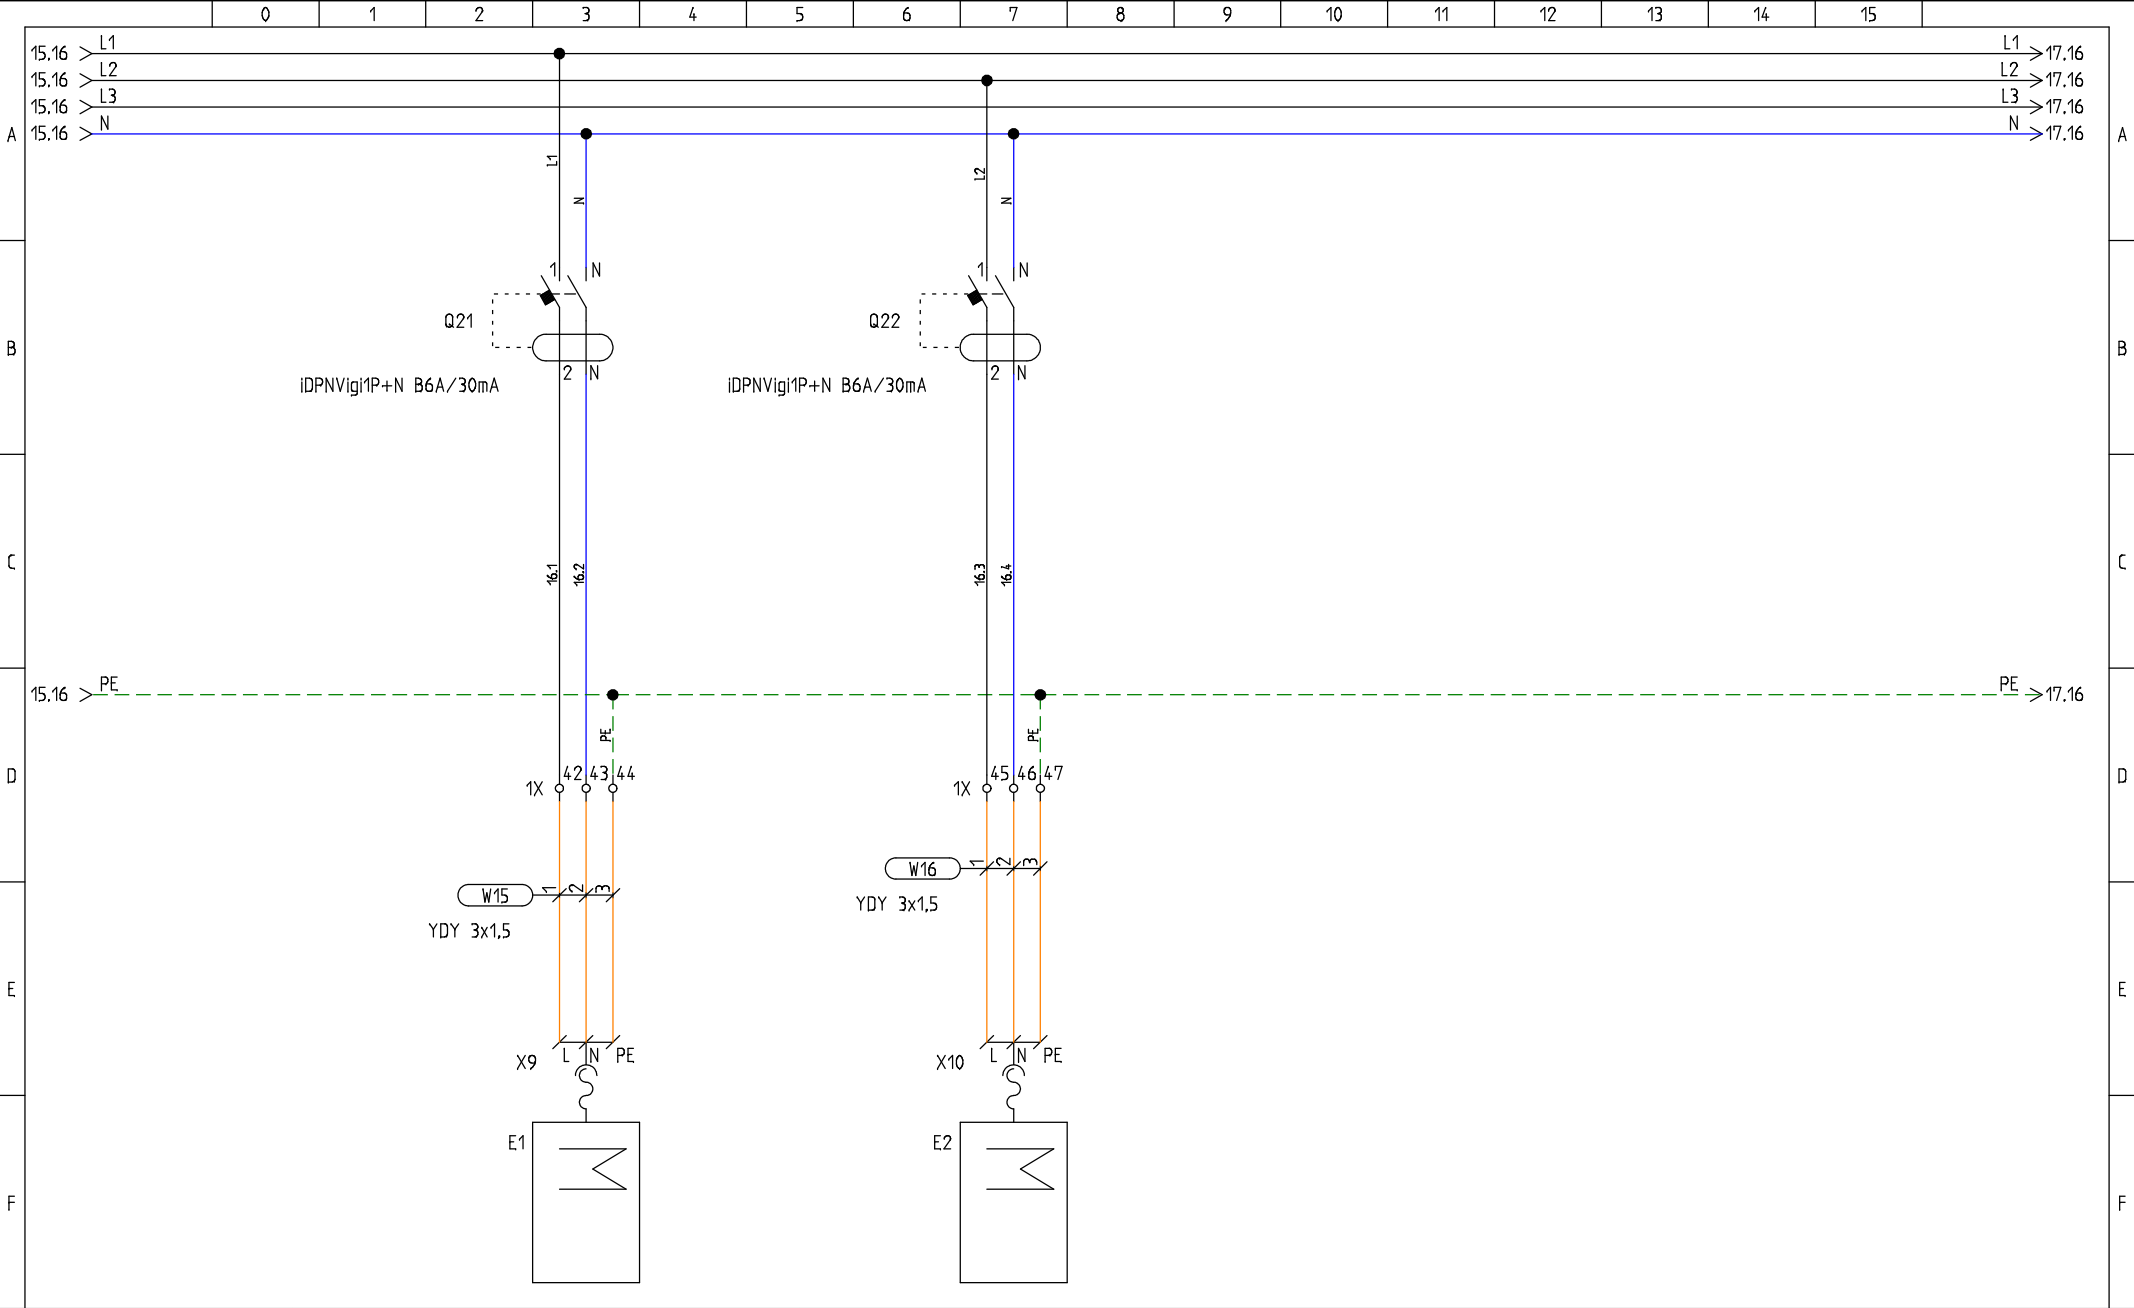 0 1 2 3 4 5 6 7 8 9 10 11 12 13 14 15
15.16 L1 L1 17.16
15.16 L2 L2 17.16
15.16 L3 L3 17.16
A 15.16 N N 17.16 A
L1 L2
N N
1 N 1 N
Q21 Q22
B B
2 N 2 N
iDPNVigi1P+N B6A/30mA iDPNVigi1P+N B6A/30mA
C C
16.1 16.2 16.3 16.4
15.16 PE PE 17.16
PE PE
D 42 43 44 45 46 47 D
1X 1X
W16 1 2 3
W15 1 2 3
YDY 3x1,5
YDY 3x1,5
E E
L N PE L N PE
X9 X10
E1 E2
F F